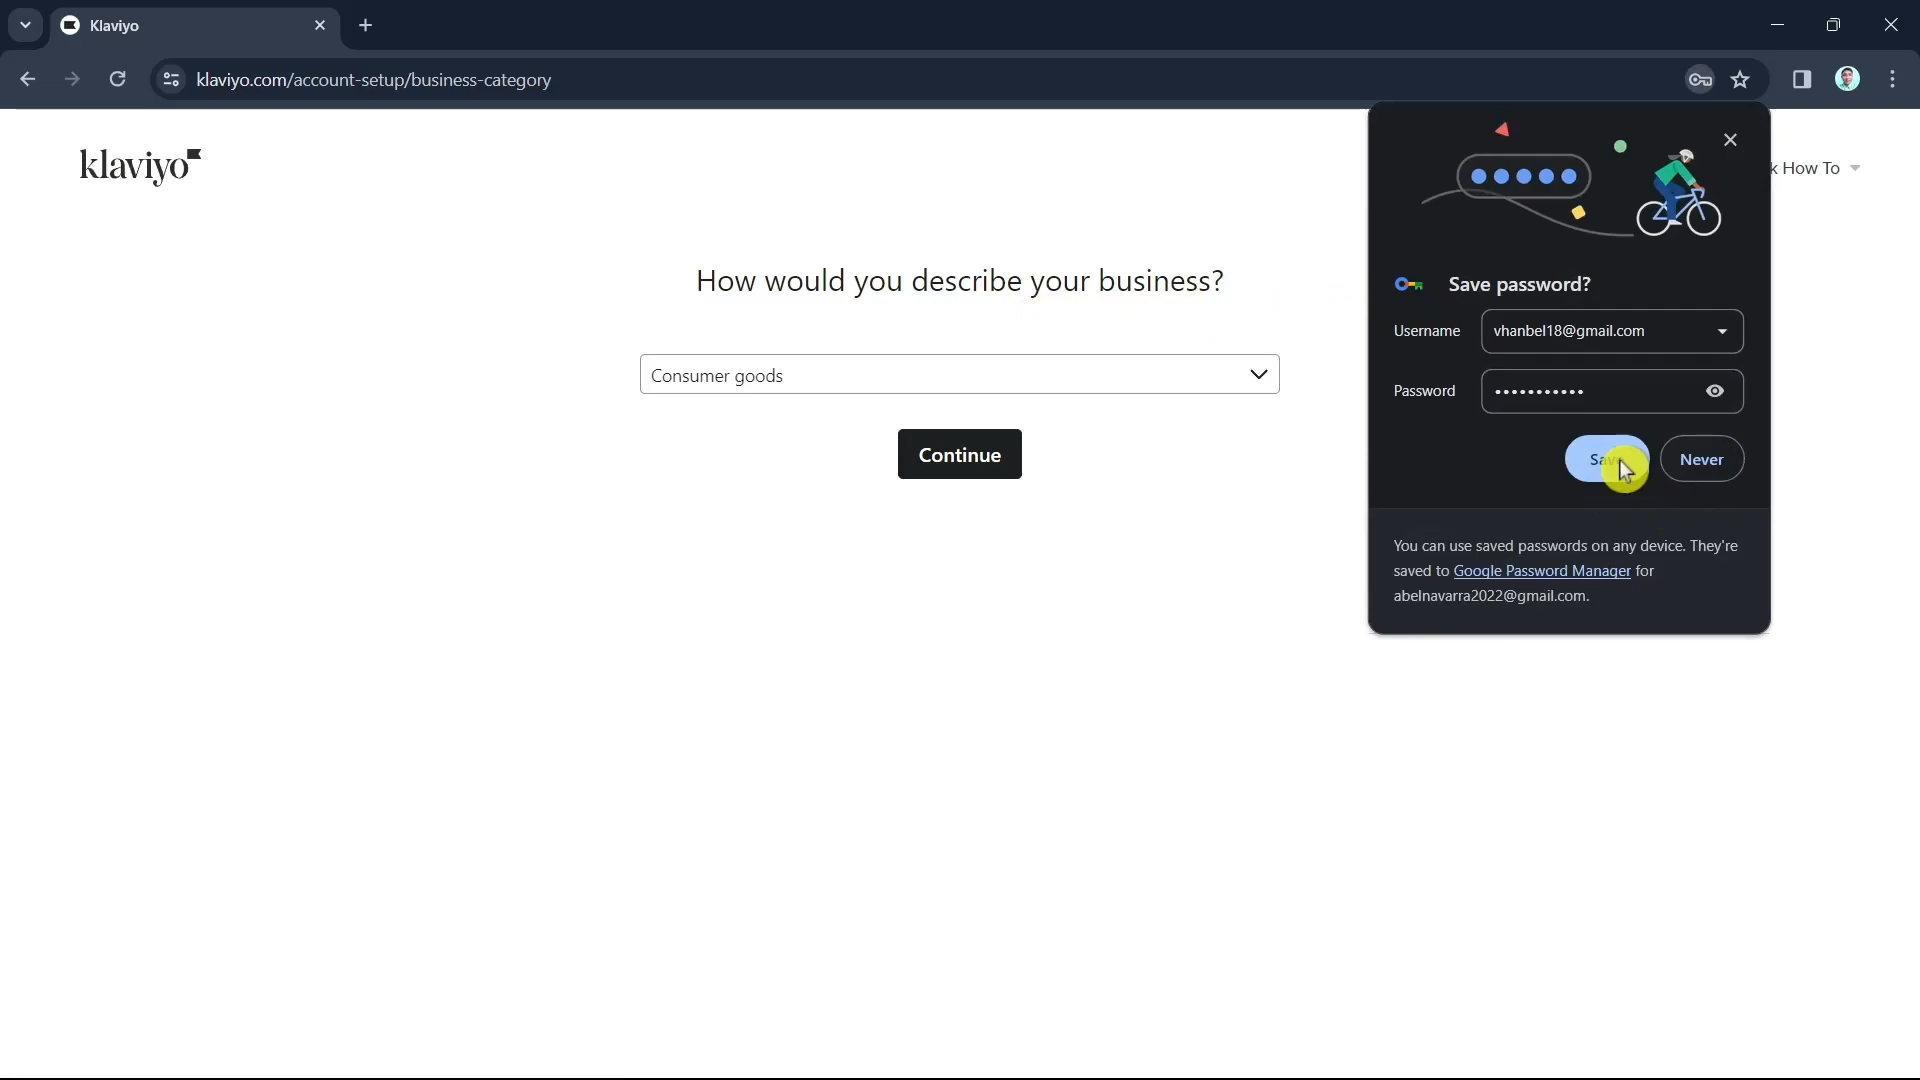 Klaviyo
klaviyo.com/account-setup/business-category
klaviyo
How To
How would you describe your business?
Consumer goods
Continue
Save password?
Username
vhanbel18@gmail.com
Password
•••••••••••
Save
Never
You can use saved passwords on any device. They're
saved to Google Password Manager for
abelnavarra2022@gmail.com.